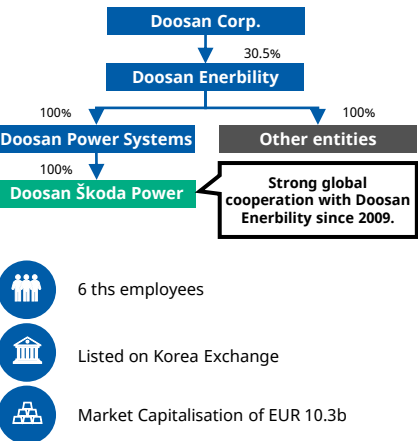 Doosan Corp.
30.5%
Doosan Enerbility
100%
100%
Doosan Power Systems
Other entities
100%
Doosan Škoda Power
Strong global
cooperation with Doosan
Enerbility since 2009.
6 ths employees
Listed on Korea Exchange
Market Capitalisation of EUR 10.3b